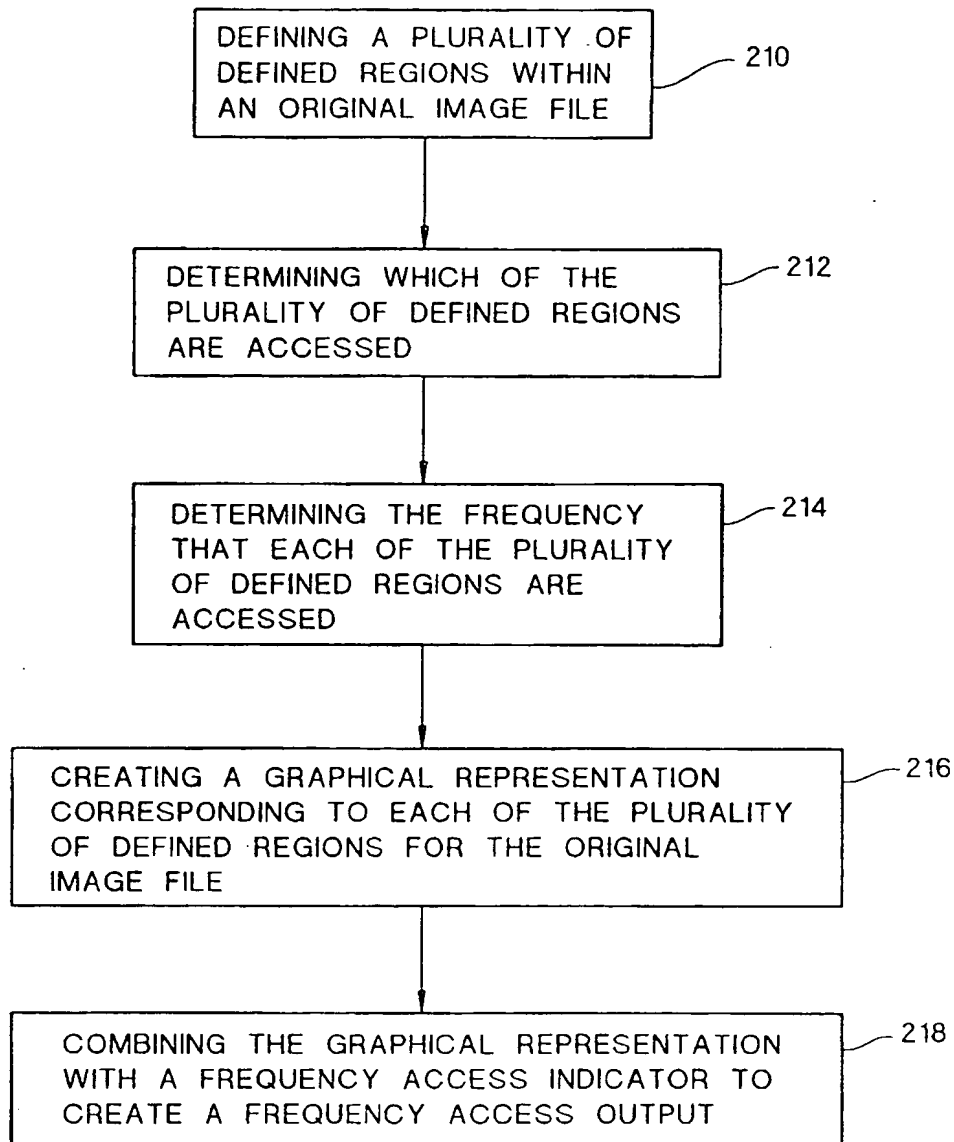 DEFINING A PLURALITY OF
DEFINED REGIONS WITHIN
AN ORIGINAL IMAGE FILE
210
DETERMINING WHICH OF THE
PLURALITY OF DEFINED REGIONS
ARE ACCESSED
212
DETERMINING THE FREQUENCY
THAT EACH OF THE PLURALITY
OF DEFINED REGIONS ARE
ACCESSED
214
CREATING A GRAPHICAL REPRESENTATION
CORRESPONDING TO EACH OF THE PLURALITY
OF DEFINED REGIONS FOR THE ORIGINAL
IMAGE FILE
216
COMBINING THE GRAPHICAL REPRESENTATION
WITH A FREQUENCY ACCESS INDICATOR TO
CREATE A FREQUENCY ACCESS OUTPUT
218